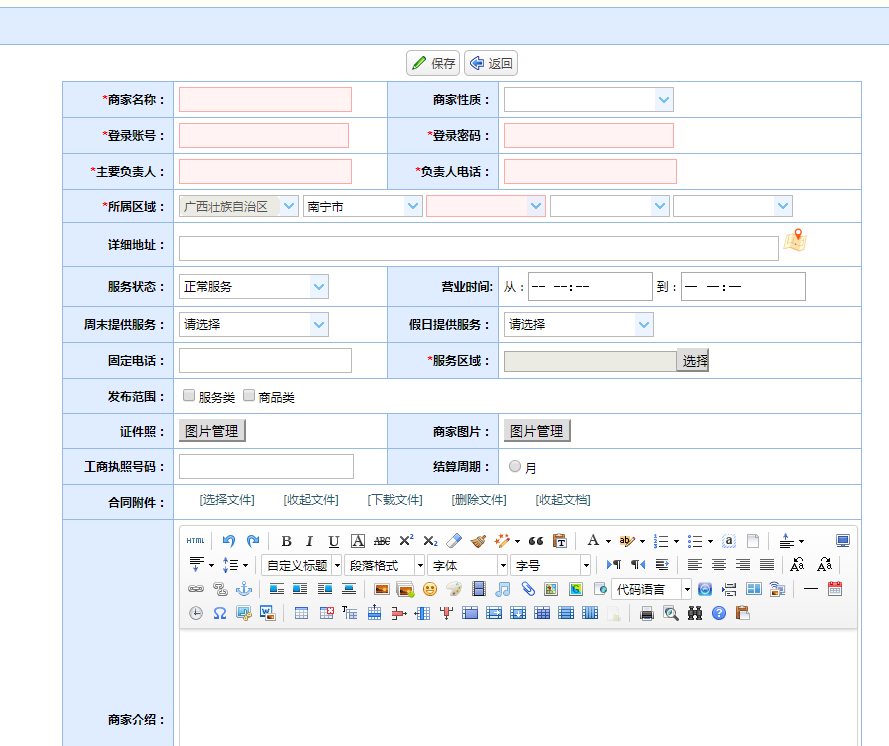 保存 返回
*商家名称： 商家性质：
*登录账号： *登录密码：
*主要负责人： *负责人电话：
*所属区域： 广西壮族自治区 南宁市
详细地址：
服务状态： 正常服务 营业时间: 从： -- --:-- 到： -- --:--
周末提供服务： 请选择 假日提供服务： 请选择
固定电话： *服务区域： 选择
发布范围： 服务类 商品类
证件照： 图片管理 商家图片： 图片管理
工商执照号码： 结算周期： 月
合同附件： [选择文件] [收起文件] [下载文件] [删除文件] [收起文档]
HTML B I U A ABC X² X₂ A ab a
自定义标题 段落格式 字体 字号
代码语言
商家介绍：